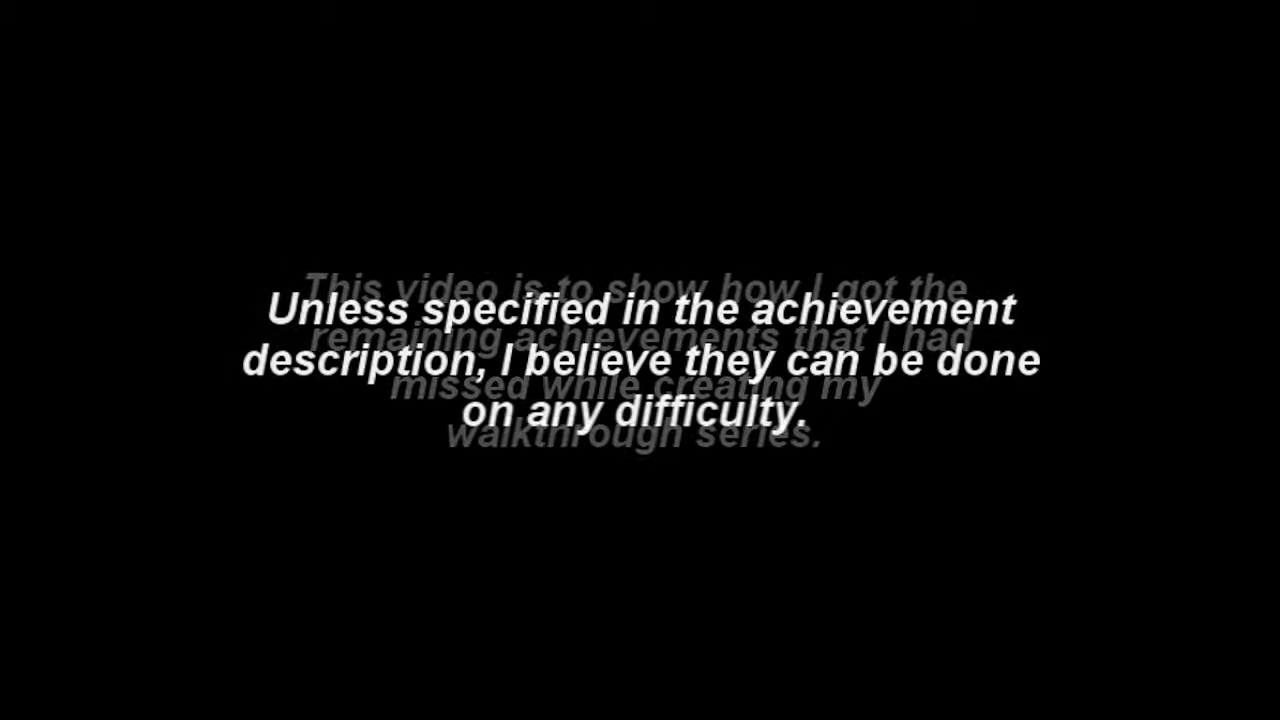 This video is to show how I got the
remaining achievements that I had
missed while creating my
walkthrough series.
Unless specified in the achievement
description, I believe they can be done
on any difficulty.